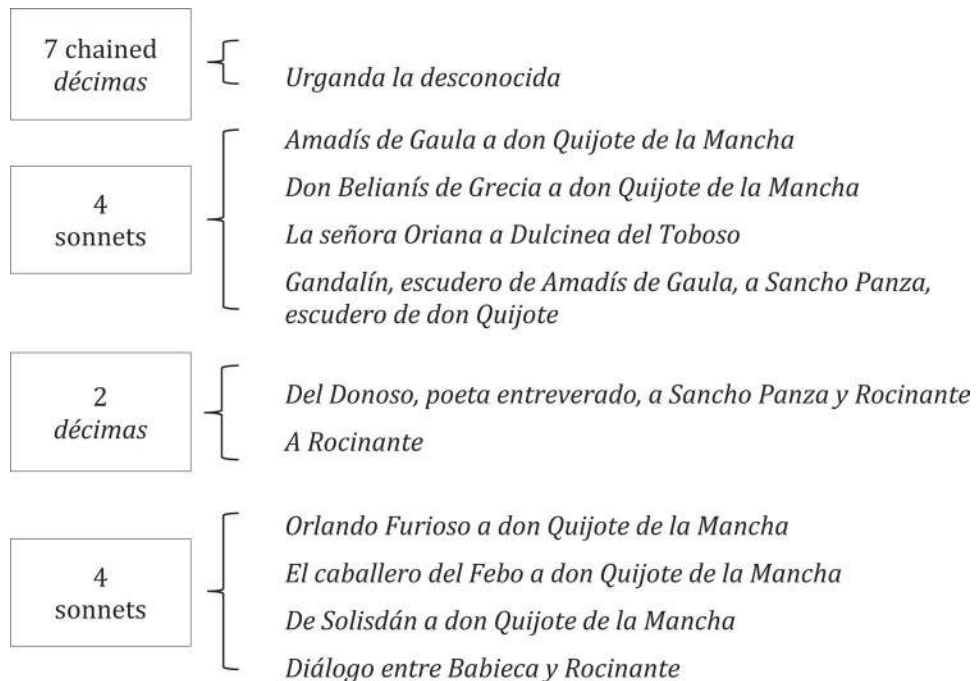 7 chained
décimas
Urganda la desconocida
4
sonnets
Amadís de Gaula a don Quijote de la Mancha
Don Belianís de Grecia a don Quijote de la Mancha
La señora Oriana a Dulcinea del Toboso
Gandalín, escudero de Amadís de Gaula, a Sancho Panza,
escudero de don Quijote
2
décimas
Del Donoso, poeta entreverado, a Sancho Panza y Rocinante
A Rocinante
4
sonnets
Orlando Furioso a don Quijote de la Mancha
El caballero del Febo a don Quijote de la Mancha
De Solisdán a don Quijote de la Mancha
Diálogo entre Babieca y Rocinante